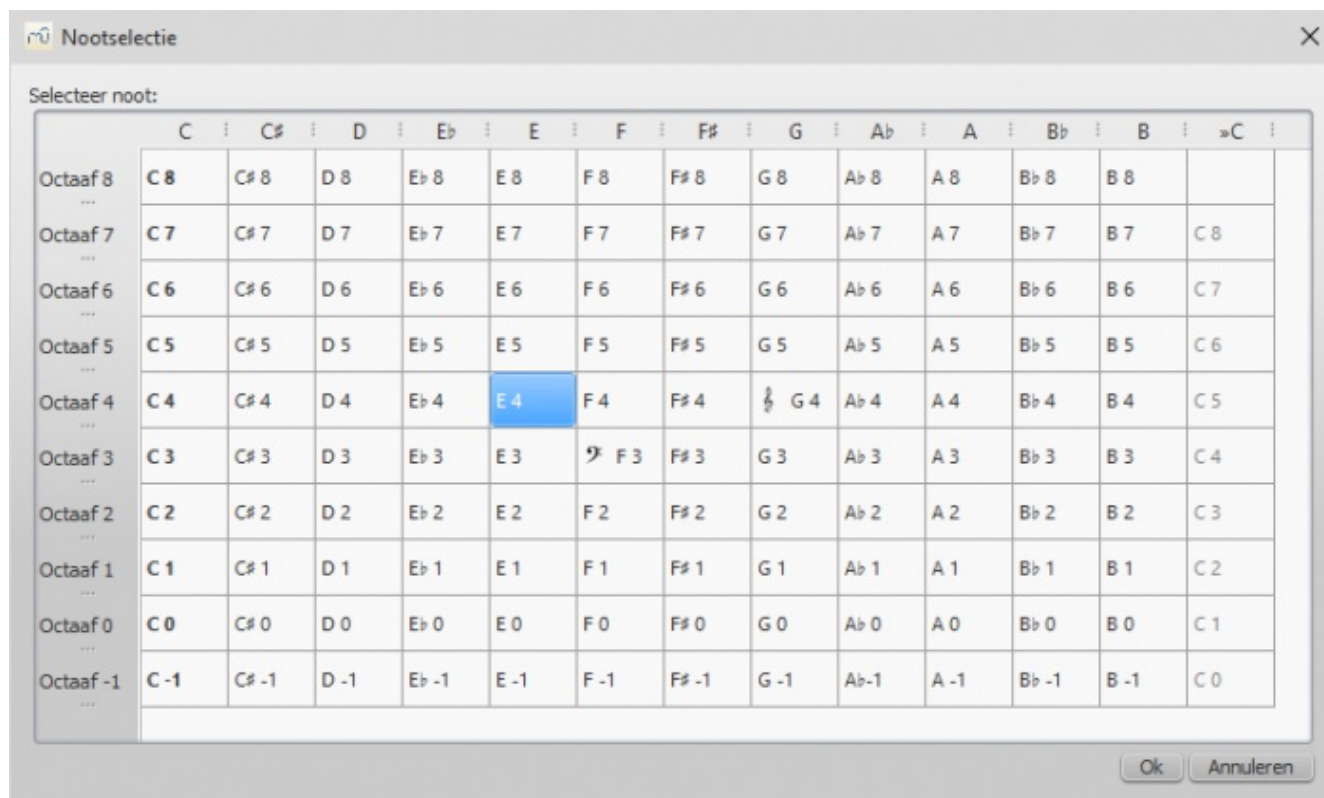 Nootselectie
Selecteer noot:
C C♯ D E♭ E F F♯ G A♭ A B♭ B »C
Octaaf 8 C 8 C♯ 8 D 8 E♭ 8 E 8 F 8 F♯ 8 G 8 A♭ 8 A 8 B♭ 8 B 8
Octaaf 7 C 7 C♯ 7 D 7 E♭ 7 E 7 F 7 F♯ 7 G 7 A♭ 7 A 7 B♭ 7 B 7 C 8
Octaaf 6 C 6 C♯ 6 D 6 E♭ 6 E 6 F 6 F♯ 6 G 6 A♭ 6 A 6 B♭ 6 B 6 C 7
Octaaf 5 C 5 C♯ 5 D 5 E♭ 5 E 5 F 5 F♯ 5 G 5 A♭ 5 A 5 B♭ 5 B 5 C 6
Octaaf 4 C 4 C♯ 4 D 4 E♭ 4 E 4 F 4 F♯ 4 𝄞 G 4 A♭ 4 A 4 B♭ 4 B 4 C 5
Octaaf 3 C 3 C♯ 3 D 3 E♭ 3 E 3 𝄢 F 3 F♯ 3 G 3 A♭ 3 A 3 B♭ 3 B 3 C 4
Octaaf 2 C 2 C♯ 2 D 2 E♭ 2 E 2 F 2 F♯ 2 G 2 A♭ 2 A 2 B♭ 2 B 2 C 3
Octaaf 1 C 1 C♯ 1 D 1 E♭ 1 E 1 F 1 F♯ 1 G 1 A♭ 1 A 1 B♭ 1 B 1 C 2
Octaaf 0 C 0 C♯ 0 D 0 E♭ 0 E 0 F 0 F♯ 0 G 0 A♭ 0 A 0 B♭ 0 B 0 C 1
Octaaf -1 C -1 C♯ -1 D -1 E♭ -1 E -1 F -1 F♯ -1 G -1 A♭-1 A -1 B♭ -1 B -1 C 0
Ok Annuleren